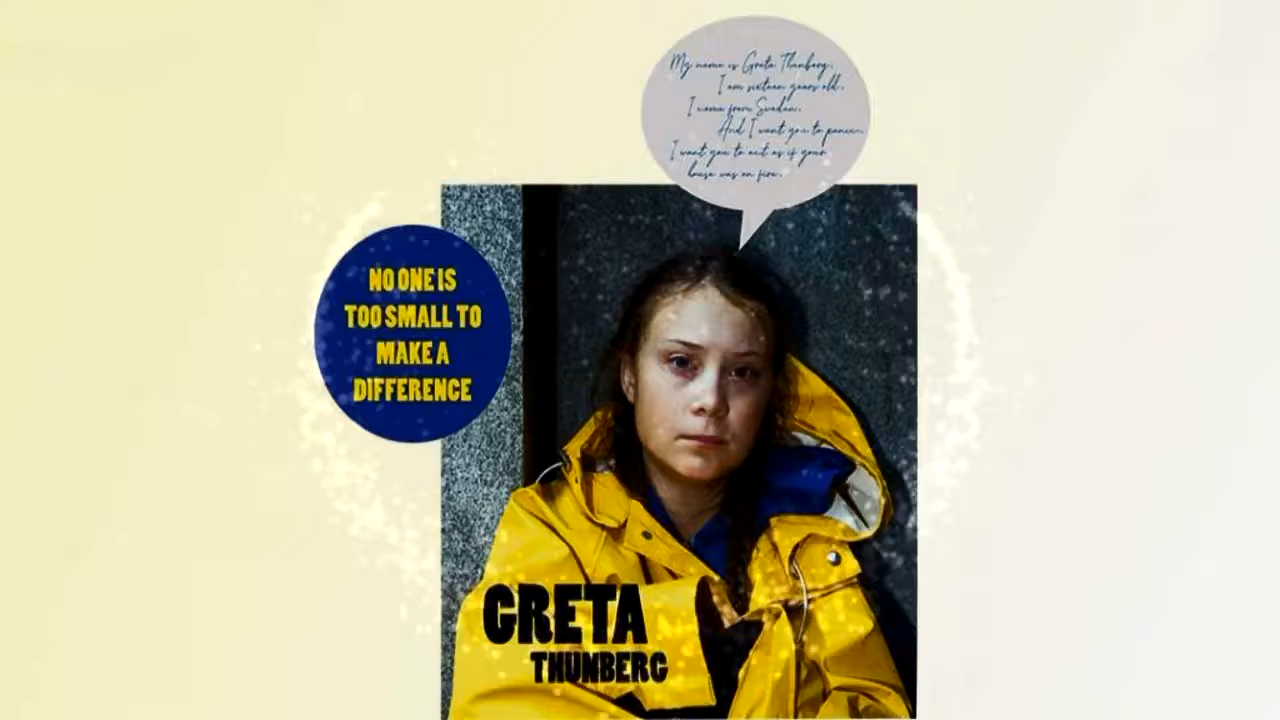 My name is Greta Thunberg.
I am sixteen years old.
I come from Sweden.
And I want you to panic.
I want you to act as if your
house was on fire.
NO ONE IS
TOO SMALL TO
MAKE A
DIFFERENCE
GRETA
THUNBERG